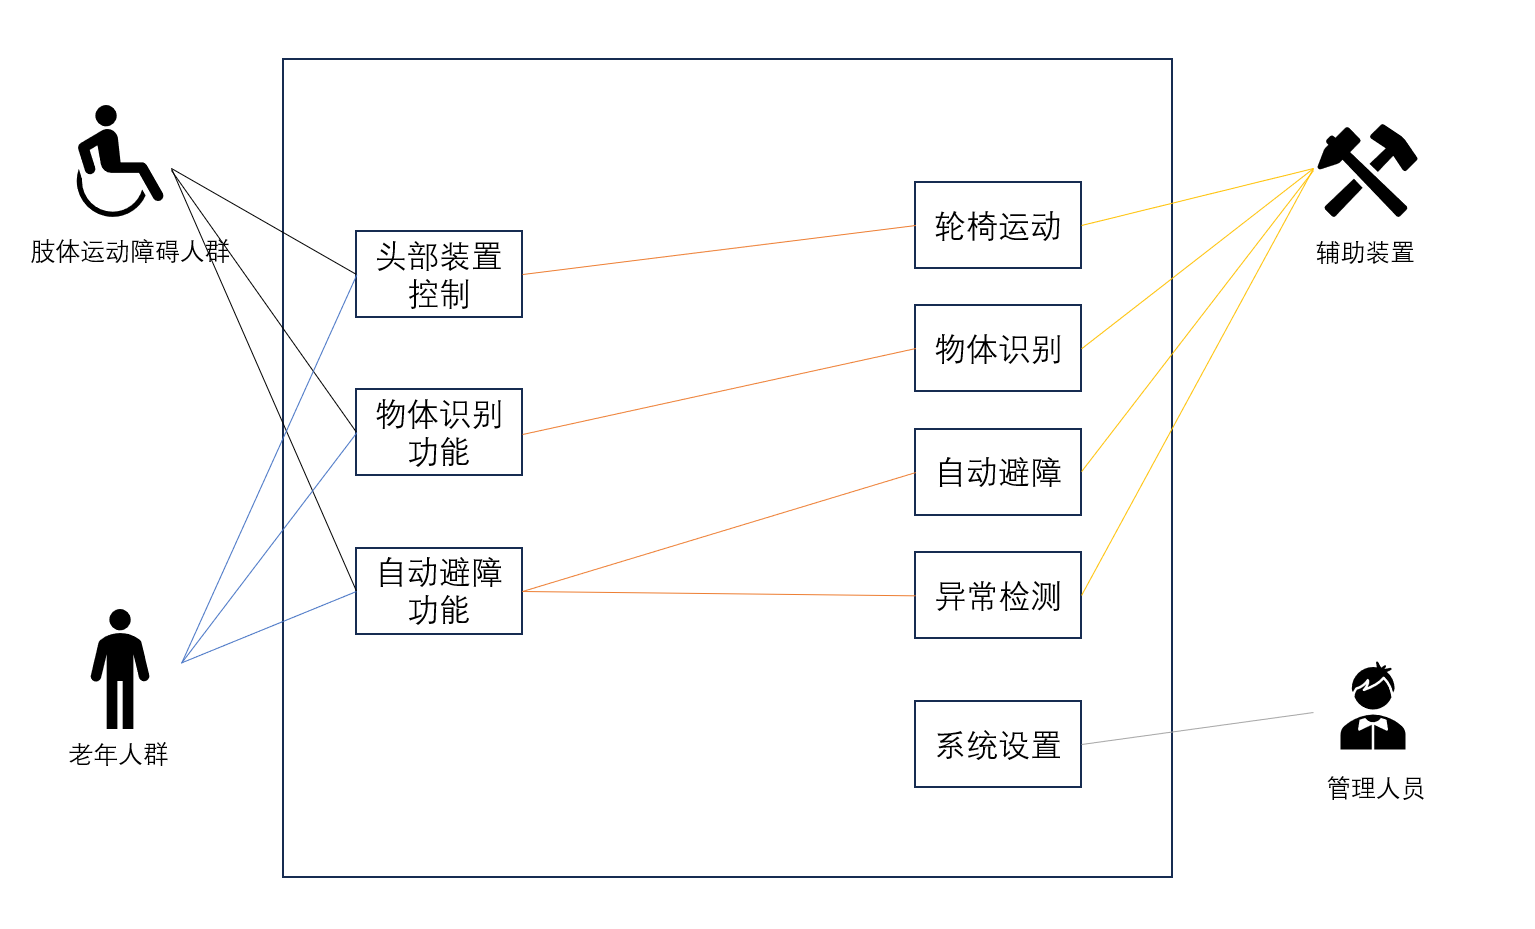 肢体运动障碍人群
老年人群
头部装置
控制
物体识别
功能
自动避障
功能
轮椅运动
物体识别
自动避障
异常检测
系统设置
辅助装置
管理人员